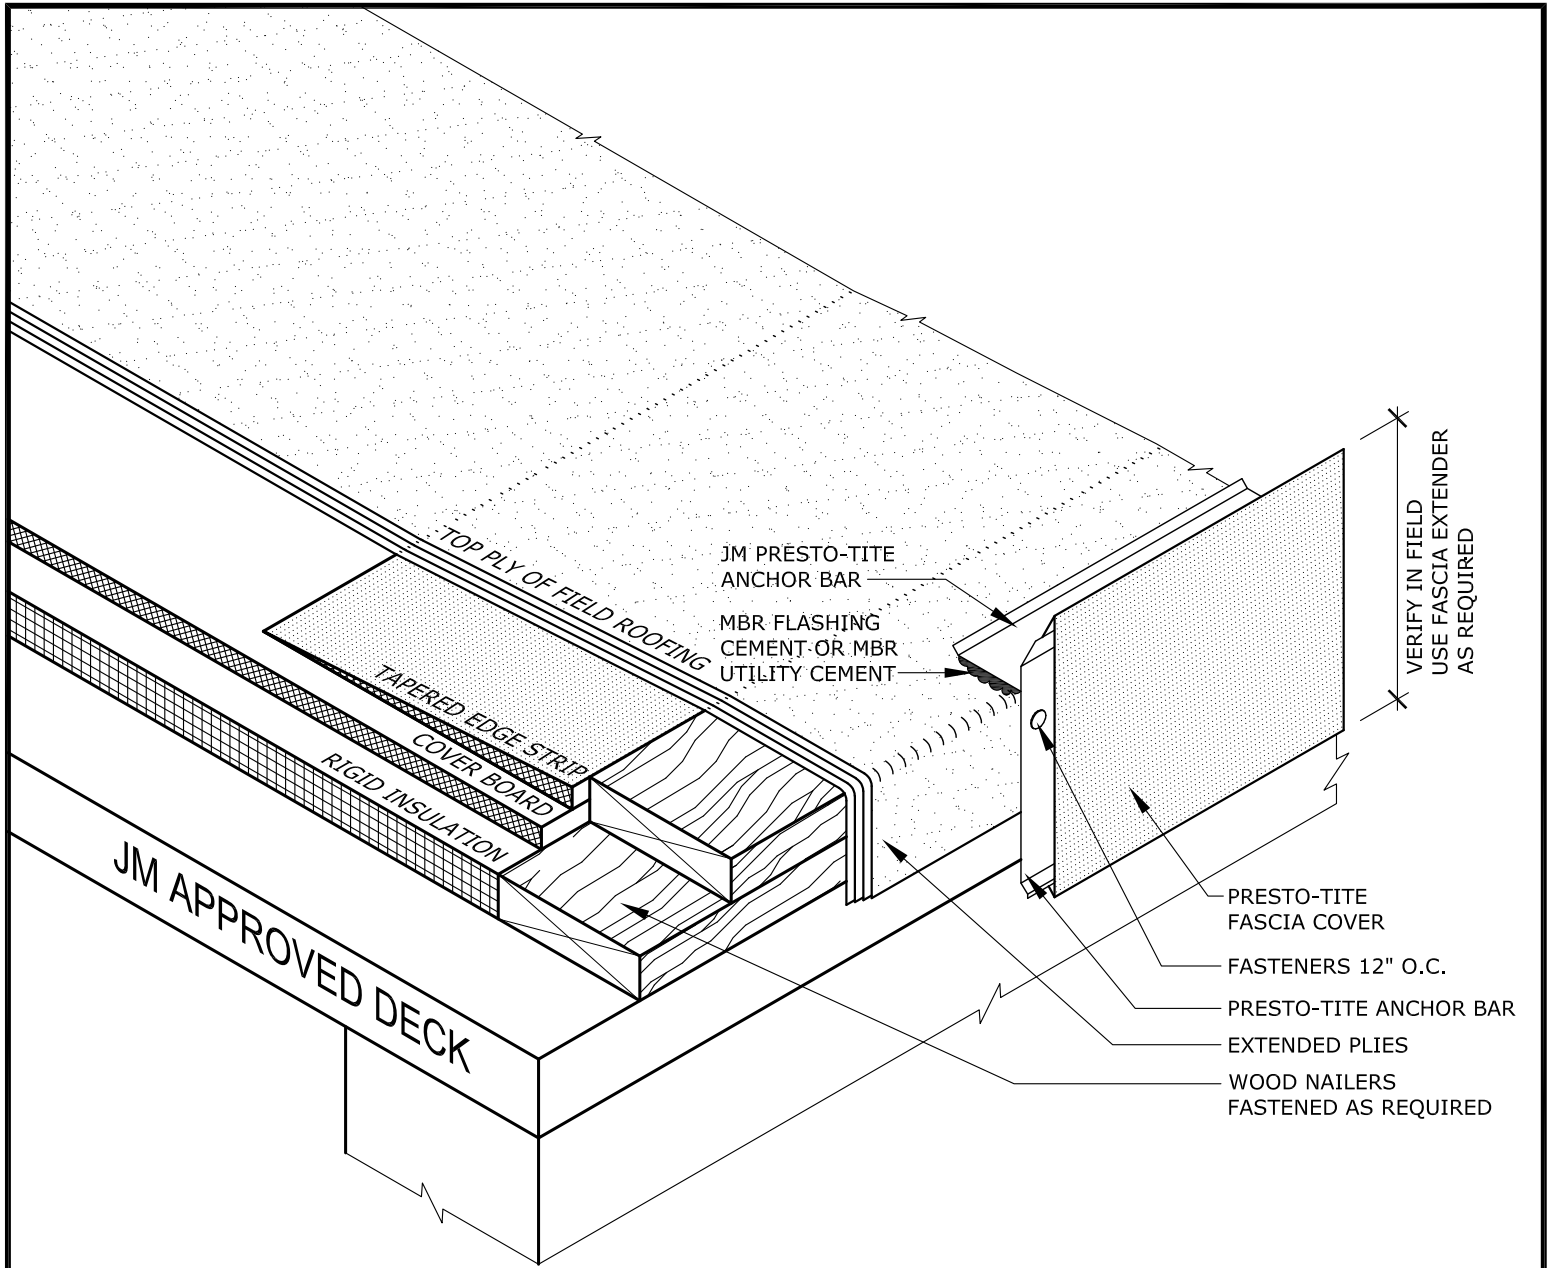 TOP PLY OF FIELD ROOFING
JM PRESTO-TITE
ANCHOR BAR
MBR FLASHING
CEMENT OR MBR
UTILITY CEMENT
VERIFY IN FIELD
USE FASCIA EXTENDER
AS REQUIRED
TAPERED EDGE STRIP
COVER BOARD
RIGID INSULATION
JM APPROVED DECK
PRESTO-TITE
FASCIA COVER
FASTENERS 12" O.C.
PRESTO-TITE ANCHOR BAR
EXTENDED PLIES
WOOD NAILERS
FASTENED AS REQUIRED